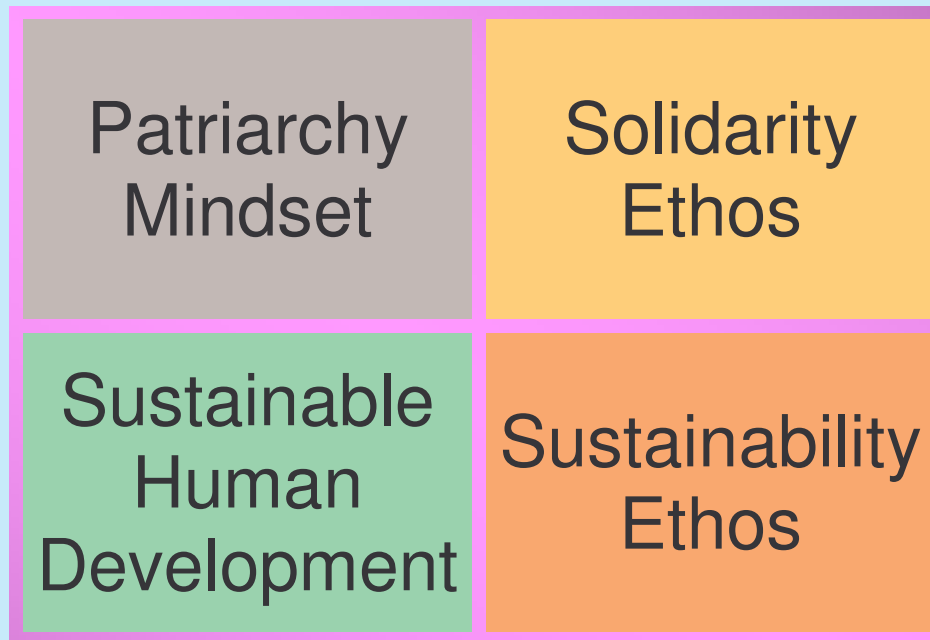 Patriarchy
Mindset
Solidarity
Ethos
Sustainable
Human
Development
Sustainability
Ethos